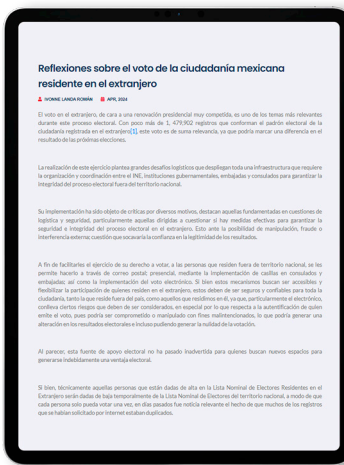 Reflexiones sobre el voto de la ciudadanía mexicana
residente en el extranjero
IVONNE LANDA ROMÁN APR, 2024
El voto en el extranjero, de cara a una renovación presidencial muy competida, es uno de los temas más relevantes
durante este proceso electoral. Con poco más de 1, 479,902 registros que conforman el padrón electoral de la
ciudadanía registrada en el extranjero[1], este voto es de suma relevancia, ya que podría marcar una diferencia en el
resultado de las próximas elecciones.
La realización de este ejercicio plantea grandes desafíos logísticos que despliegan toda una infraestructura que requiere
la organización y coordinación entre el INE, instituciones gubernamentales, embajadas y consulados para garantizar la
integridad del proceso electoral fuera del territorio nacional.
Su implementación ha sido objeto de críticas por diversos motivos, destacan aquellas fundamentadas en cuestiones de
logística y seguridad, particularmente aquellas dirigidas a cuestionar si hay medidas efectivas para garantizar la
seguridad e integridad del proceso electoral en el extranjero. Esto ante la posibilidad de manipulación, fraude o
interferencia externa; cuestión que socavaría la confianza en la legitimidad de los resultados.
A fin de facilitarles el ejercicio de su derecho a votar, a las personas que residen fuera de territorio nacional, se les
permite hacerlo a través de correo postal; presencial, mediante la implementación de casillas en consulados y
embajadas; así como la implementación del voto electrónico. Si bien estos mecanismos buscan ser accesibles y
flexibilizar la participación de quienes residen en el extranjero, estos deben de ser seguros y confiables para toda la
ciudadanía, tanto la que reside fuera del país, como aquellos que residimos en él, ya que, particularmente el electrónico,
conlleva ciertos riesgos que deben de ser considerados, en especial por lo que respecta a la autentificación de quien
emite el voto, pues podría ser comprometido o manipulado con fines malintencionados, lo que podría generar una
alteración en los resultados electorales e incluso pudiendo generar la nulidad de la votación.
Al parecer, esta fuente de apoyo electoral no ha pasado inadvertida para quienes buscan nuevos espacios para
generarse indebidamente una ventaja electoral.
Si bien, técnicamente aquellas personas que están dadas de alta en la Lista Nominal de Electores Residentes en el
Extranjero serán dadas de baja temporalmente de la Lista Nominal de Electores del territorio nacional, a modo de que
cada persona solo pueda votar una vez, en días pasados fue noticia relevante el hecho de que muchos de los registros
que se habían solicitado por internet estaban duplicados.